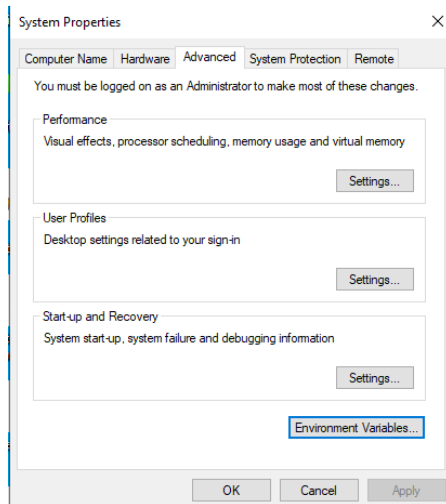 System Properties
Computer Name Hardware Advanced System Protection Remote
You must be logged on as an Administrator to make most of these changes.
Performance
Visual effects, processor scheduling, memory usage and virtual memory
Settings...
User Profiles
Desktop settings related to your sign-in
Settings...
Start-up and Recovery
System start-up, system failure and debugging information
Settings...
Environment Variables...
OK Cancel Apply